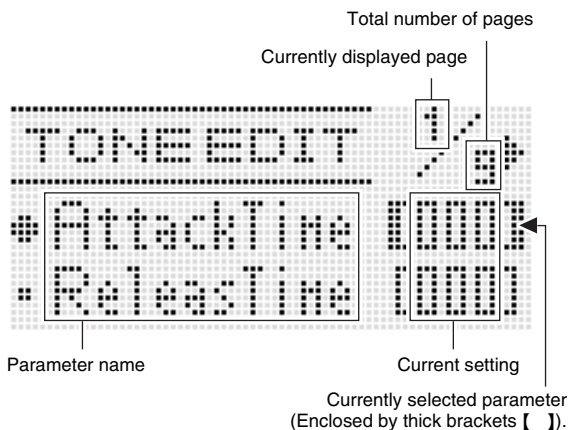 Total number of pages
Currently displayed page
TONE EDIT 1/9
AttackTime 【000】
ReleasTime [000]
Parameter name
Current setting
Currently selected parameter
(Enclosed by thick brackets 【 】).